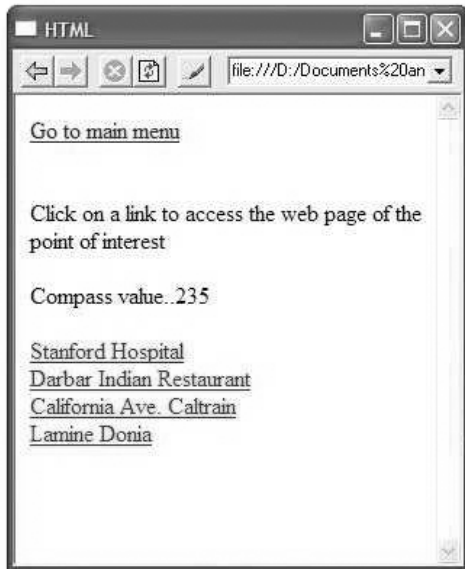 HTML
file:///D:/Documents%20an
Go to main menu
Click on a link to access the web page of the
point of interest
Compass value..235
Stanford Hospital
Darbar Indian Restaurant
California Ave. Caltrain
Lamine Donia